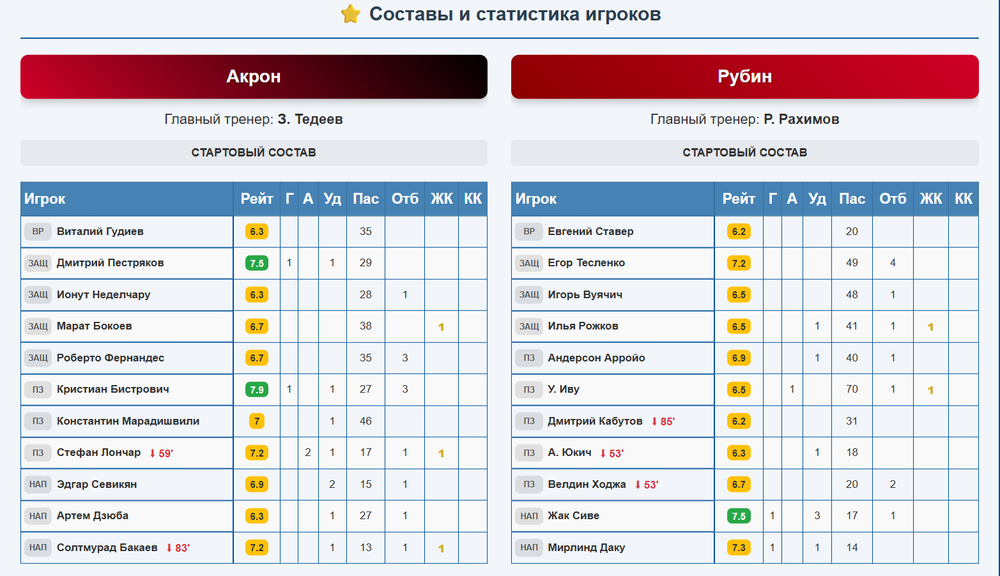 Составы и статистика игроков
Акрон
Главный тренер: З. Тедеев
СТАРТОВЫЙ СОСТАВ
Игрок Рейт Г А Уд Пас Отб ЖК КК
ВР Виталий Гудиев 6.3 35
ЗАЩ Дмитрий Пестряков 7.5 1 1 29
ЗАЩ Ионут Неделчару 6.3 28 1
ЗАЩ Марат Бокоев 6.7 38 1
ЗАЩ Роберто Фернандес 6.7 35 3
ПЗ Кристиан Бистрович 7.9 1 1 27 3
ПЗ Константин Марадишвили 7 1 46
ПЗ Стефан Лончар ⬇ 59' 7.2 2 1 17 1 1
НАП Эдгар Севикян 6.9 2 15 1
НАП Артем Дзюба 6.3 1 27 1
НАП Солтмурад Бакаев ⬇ 83' 7.2 1 13 1 1
Рубин
Главный тренер: Р. Рахимов
СТАРТОВЫЙ СОСТАВ
Игрок Рейт Г А Уд Пас Отб ЖК КК
ВР Евгений Ставер 6.2 20
ЗАЩ Егор Тесленко 7.2 49 4
ЗАЩ Игорь Вуячич 6.5 48 1
ЗАЩ Илья Рожков 6.5 1 41 1 1
ПЗ Андерсон Арройо 6.9 1 40 1
ПЗ У. Иву 6.5 1 70 1 1
ПЗ Дмитрий Кабутов ⬇ 85' 6.2 31
ПЗ А. Юкич ⬇ 53' 6.3 1 18
ПЗ Велдин Ходжа ⬇ 53' 6.7 20 2
НАП Жак Сиве 7.5 1 3 17 1
НАП Мирлинд Даку 7.3 1 1 14